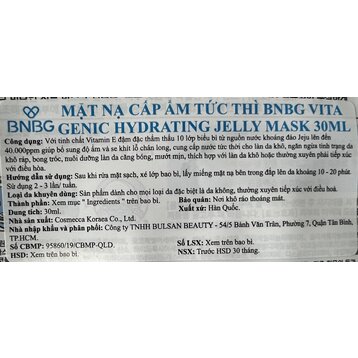 MẶT NẠ CẤP ẨM TỨC THÌ BNBG VITA
BNBG GENIC HYDRATING JELLY MASK 30ML
Công dụng: Với tinh chất Vitamin E đậm đặc thẩm thấu 10 lớp biểu bì từ nguồn nước khoáng đảo Jeju lên đến
40.000ppm giúp bổ sung độ ẩm và se khít lỗ chân lông, cung cấp nước tức thời cho làn da khô, ngăn ngừa tình trạng da
khô ráp, bong tróc, nuôi dưỡng làn da căng bóng, mướt mịn, thích hợp với làn da khô hoặc thường xuyên phải tiếp xúc
với điều hòa.
Hướng dẫn sử dụng: Sau khi rửa mặt sạch, xé lớp bao bì, lấy miếng mặt nạ bên trong đắp lên da khoảng 10 - 20 phút.
Sử dụng 2 - 3 lần/ tuần.
Đối tượng sử dụng: Sản phẩm dành cho mọi loại da đặc biệt là da không, thường xuyên tiếp xúc với điều hòa.
Thành phần: Xem mục " Ingredients " trên bao bì. Bảo quản: Nơi khô ráo thoáng mát.
Dung tích: 30ml. Xuất xứ: Hàn Quốc.
Nhà sản xuất: Cosmecca Koraea Co., Ltd.
Nhà nhập khẩu và phân phối: Công ty TNHH BULSAN BEAUTY - 54/5 Bành Văn Trân, Phường 7, Quận Tân Bình,
TP.HCM.
Số CBMP: 95860/19/CBMP-QLD. Số LSX: Xem trên bao bì.
HSD: Xem trên bao bì. NSX: Trước HSD 30 tháng.